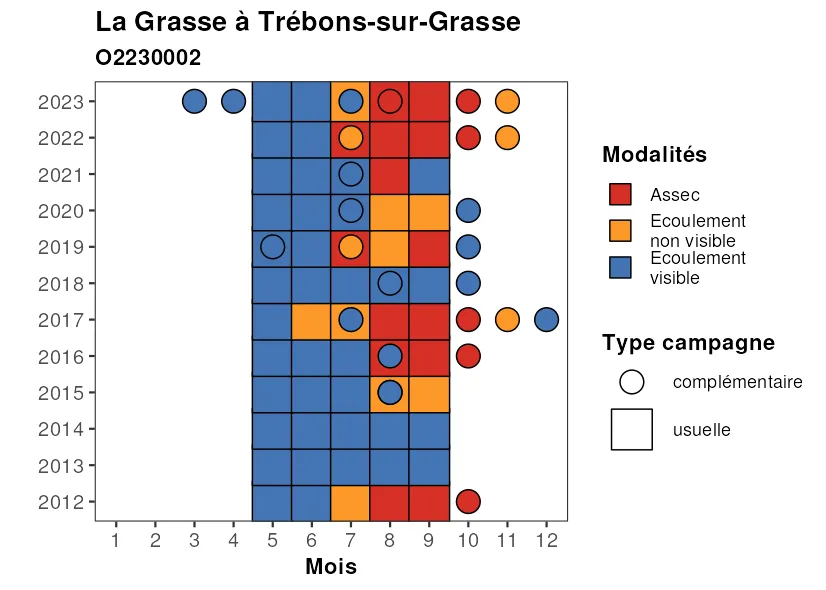 La Grasse à Trébons-sur-Grasse
O2230002
2023
2022
2021
2020
2019
2018
2017
2016
2015
2014
2013
2012
1 2 3 4 5 6 7 8 9 10 11 12
Mois
Modalités
Assec
Ecoulement
non visible
Ecoulement
visible
Type campagne
complémentaire
usuelle